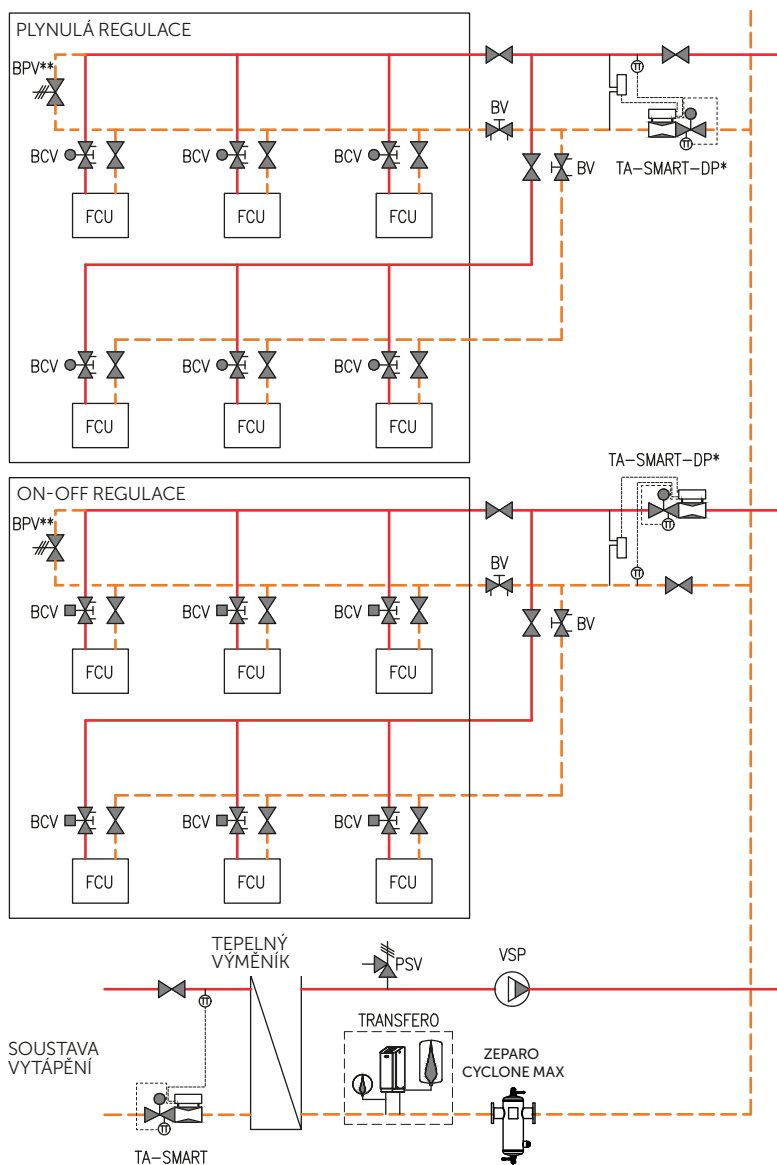 PLYNULÁ REGULACE
BPV**
BV
BCV
BCV
BCV
BV
TA-SMART-DP*
FCU
FCU
FCU
BCV
BCV
BCV
FCU
FCU
FCU
TA-SMART-DP*
ON-OFF REGULACE
BPV**
BV
BCV
BCV
BCV
BV
FCU
FCU
FCU
BCV
BCV
BCV
FCU
FCU
FCU
TEPELNÝ
VÝMĚNÍK
PSV
VSP
TRANSFERO
SOUSTAVA
VYTÁPĚNÍ
ZEPARO
CYCLONE MAX
TA-SMART